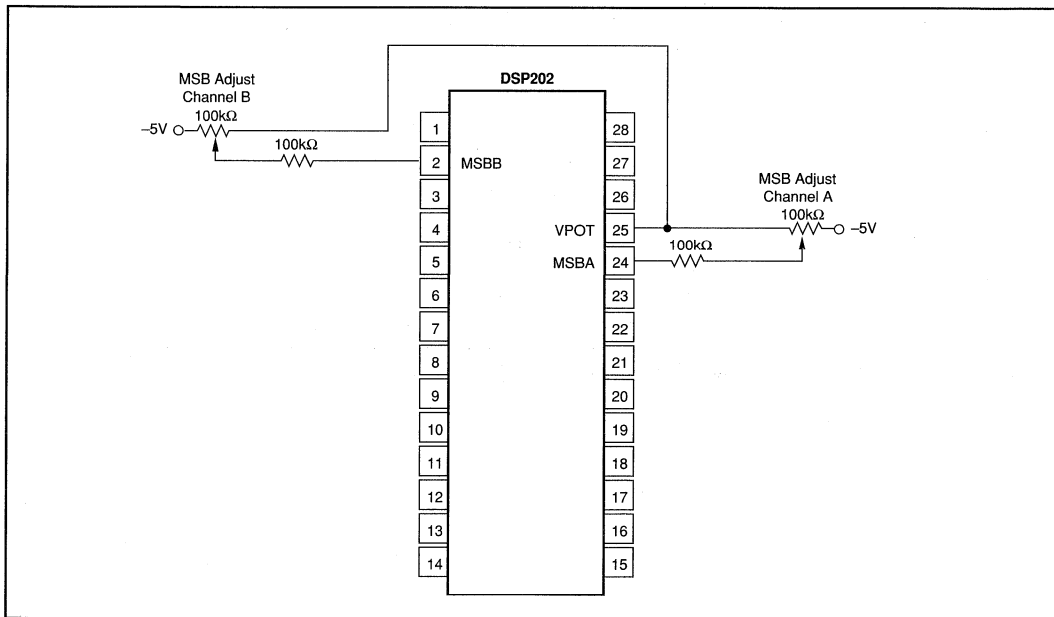 DSP202
MSB Adjust
Channel B
100kΩ
–5V
100kΩ
1
2
MSBB
3
4
5
6
7
8
9
10
11
12
13
14
28
27
26
VPOT
25
MSBA
24
23
22
21
20
19
18
17
16
15
MSB Adjust
Channel A
100kΩ
–5V
100kΩ